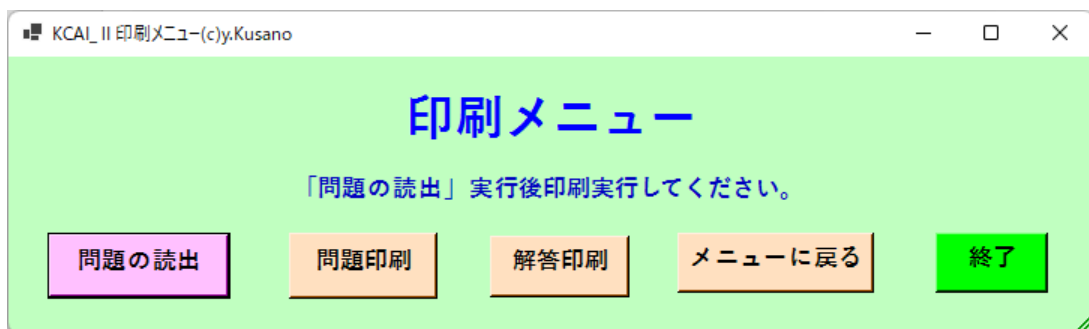 KCAI_ II 印刷メニュー(c)y.Kusano
印刷メニュー
「問題の読出」実行後印刷実行してください。
問題の読出 問題印刷 解答印刷 メニューに戻る 終了